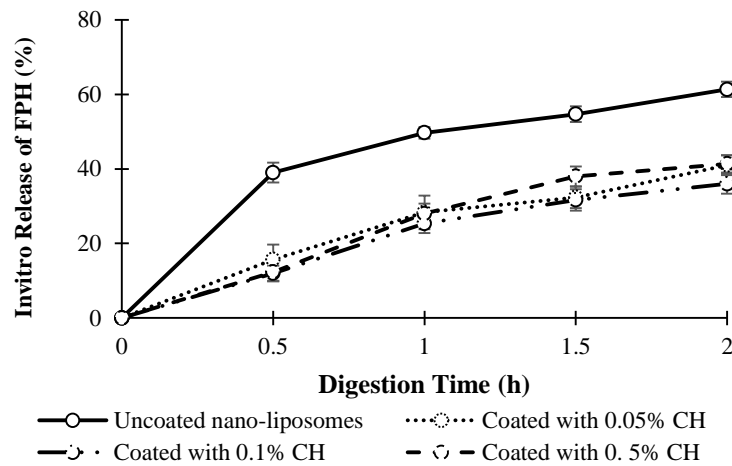 80
60
40
20
0
Invitro Release of FPH (%)
0 0.5 1 1.5 2
Digestion Time (h)
Uncoated nano-liposomes Coated with 0.05% CH
Coated with 0.1% CH Coated with 0. 5% CH